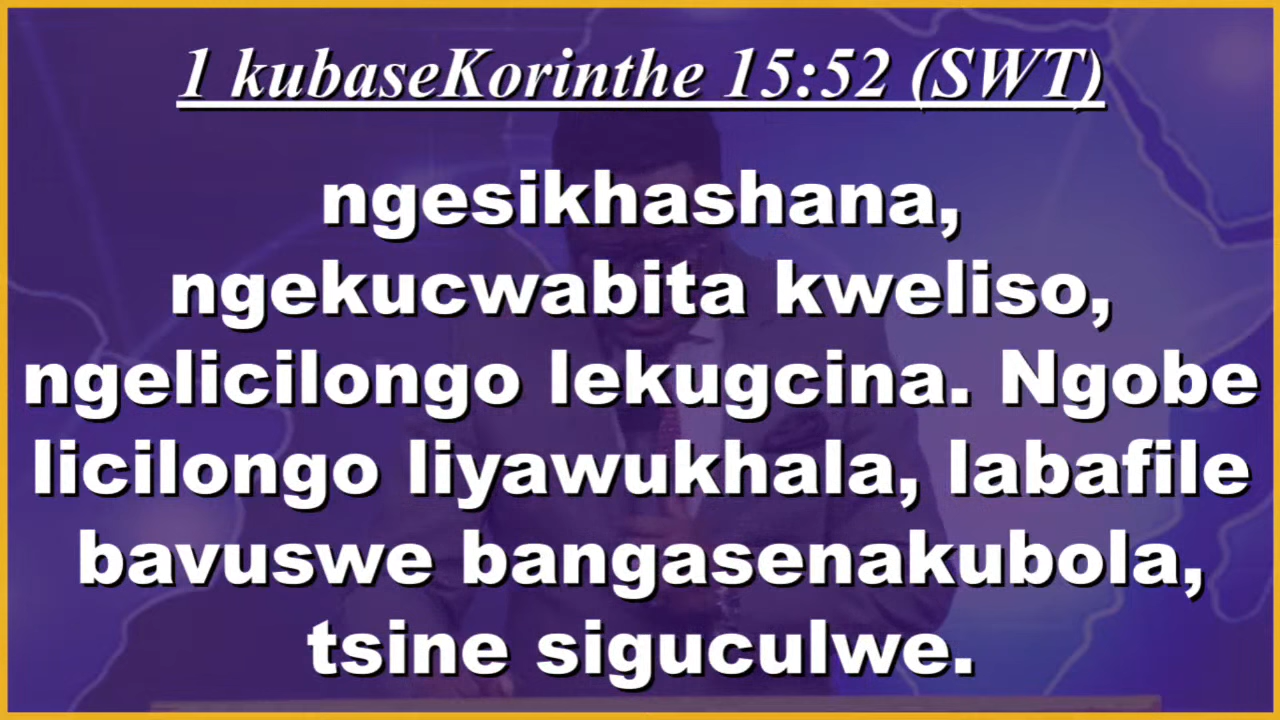 1 kubaseKorinthe 15:52 (SWT)
ngesikhashana,
ngekucwabita kweliso,
ngelicilongo lekugcina. Ngobe
licilongo liyawukhala, labafile
bavuswe bangasenakubola,
tsine siguculwe.